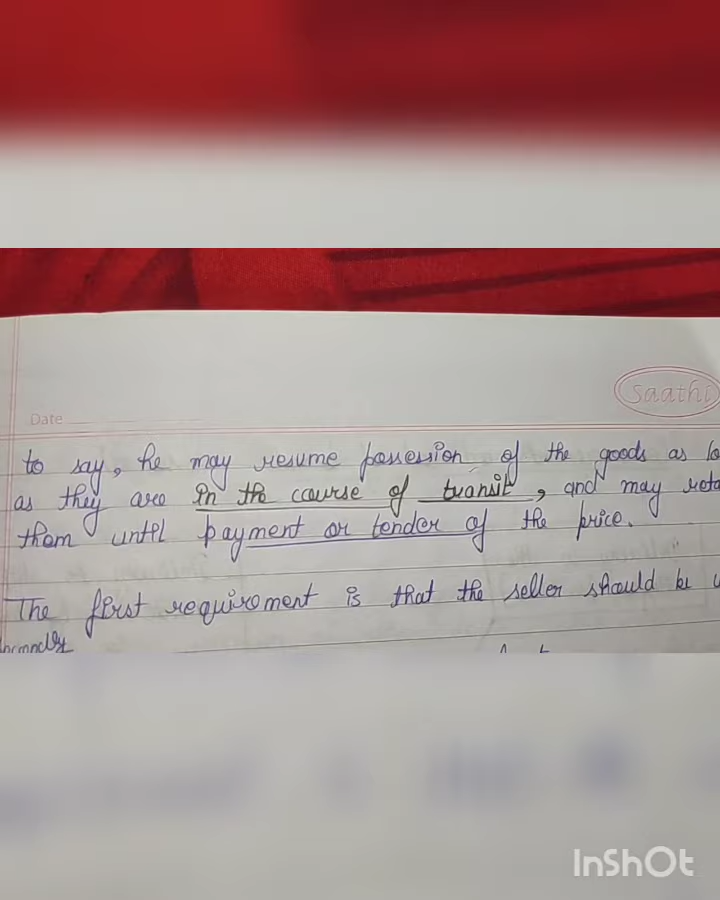 saathi
Date
to say, he may resume possession of the goods as lo
as they are in the course of transit, and may reta
them until payment or tender of the price.
The first requirement is that the seller should be u
InShOt